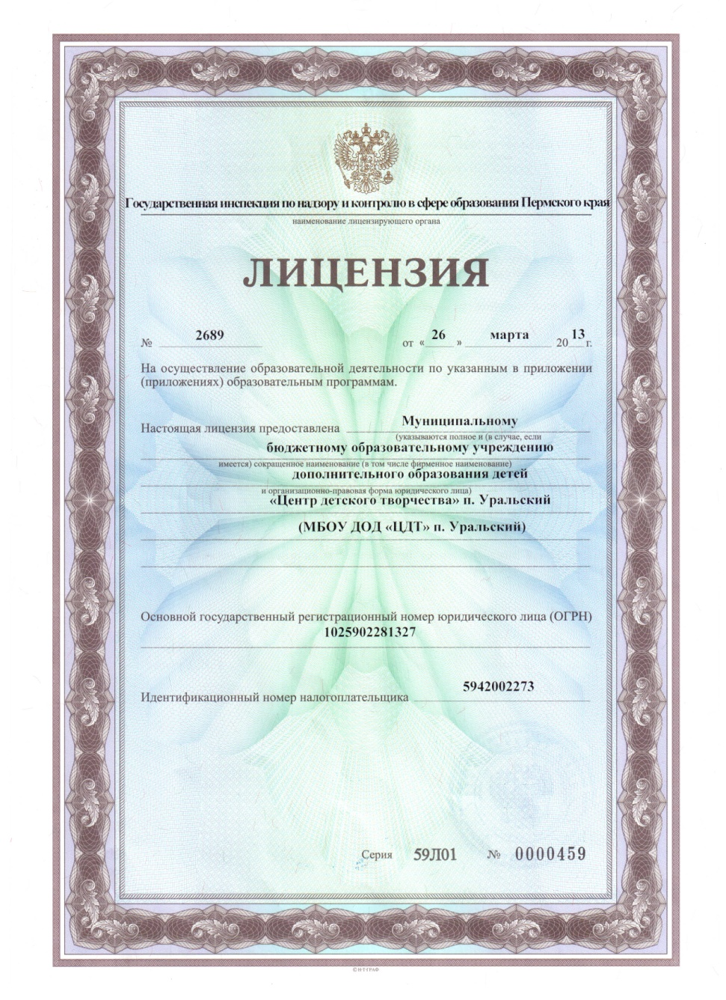 Государственная инспекция по надзору и контролю в сфере образования Пермского края
наименование лицензирующего органа
ЛИЦЕНЗИЯ
№ 2689 от « 26 » марта 20 13 г.
На осуществление образовательной деятельности по указанным в приложении
(приложениях) образовательным программам.
Настоящая лицензия предоставлена Муниципальному
(указываются полное и (в случае, если
бюджетному образовательному учреждению
имеется) сокращенное наименование (в том числе фирменное наименование)
дополнительного образования детей
и организационно-правовая форма юридического лица)
«Центр детского творчества» п. Уральский
(МБОУ ДОД «ЦДТ» п. Уральский)
Основной государственный регистрационный номер юридического лица (ОГРН)
1025902281327
Идентификационный номер налогоплательщика 5942002273
Серия 59Л01 № 0000459
© Н·Т·ГРАФ